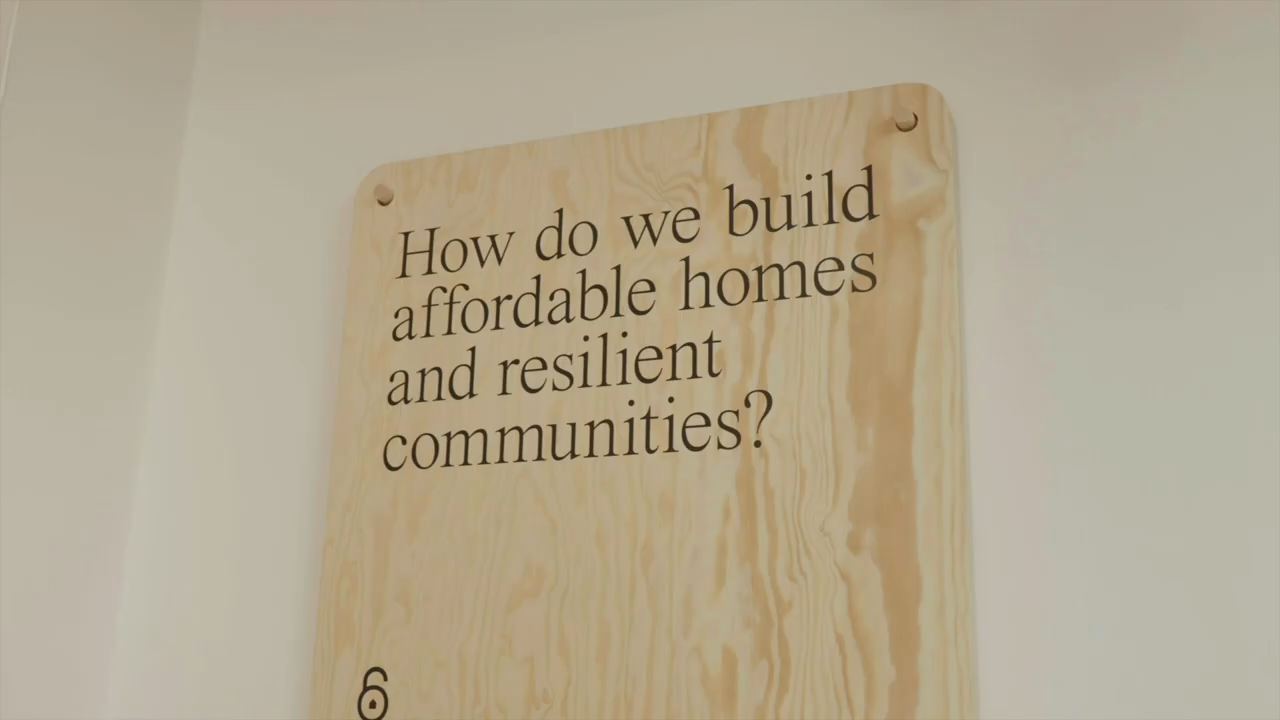 How do we build
affordable homes
and resilient
communities?